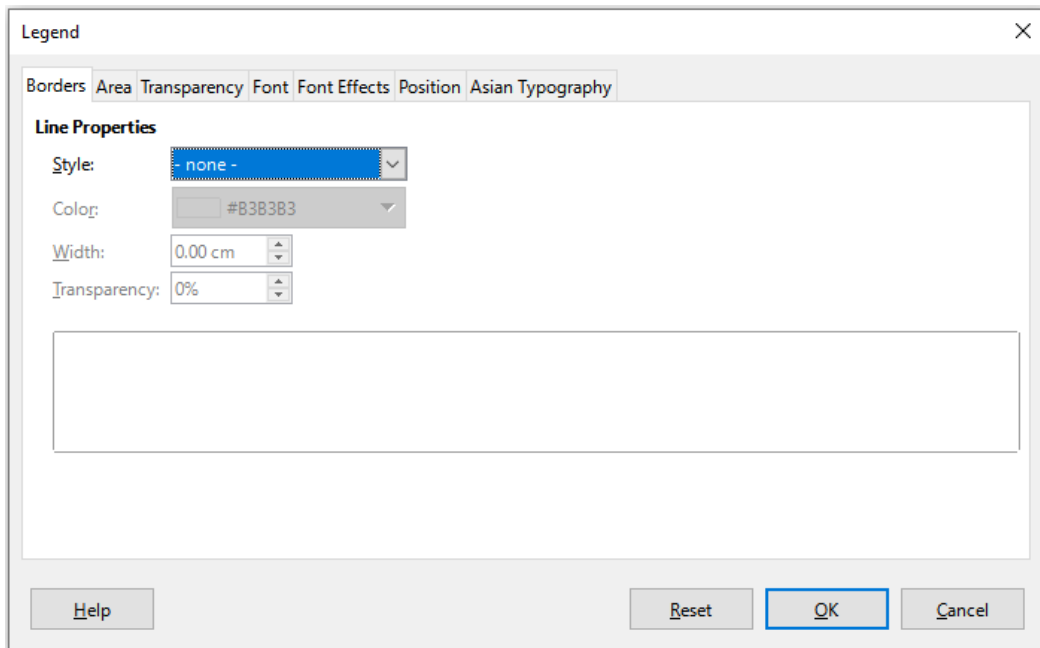 Legend
Borders Area Transparency Font Font Effects Position Asian Typography
Line Properties
Style: - none -
Color: #B3B3B3
Width: 0.00 cm
Transparency: 0%
Help Reset OK Cancel